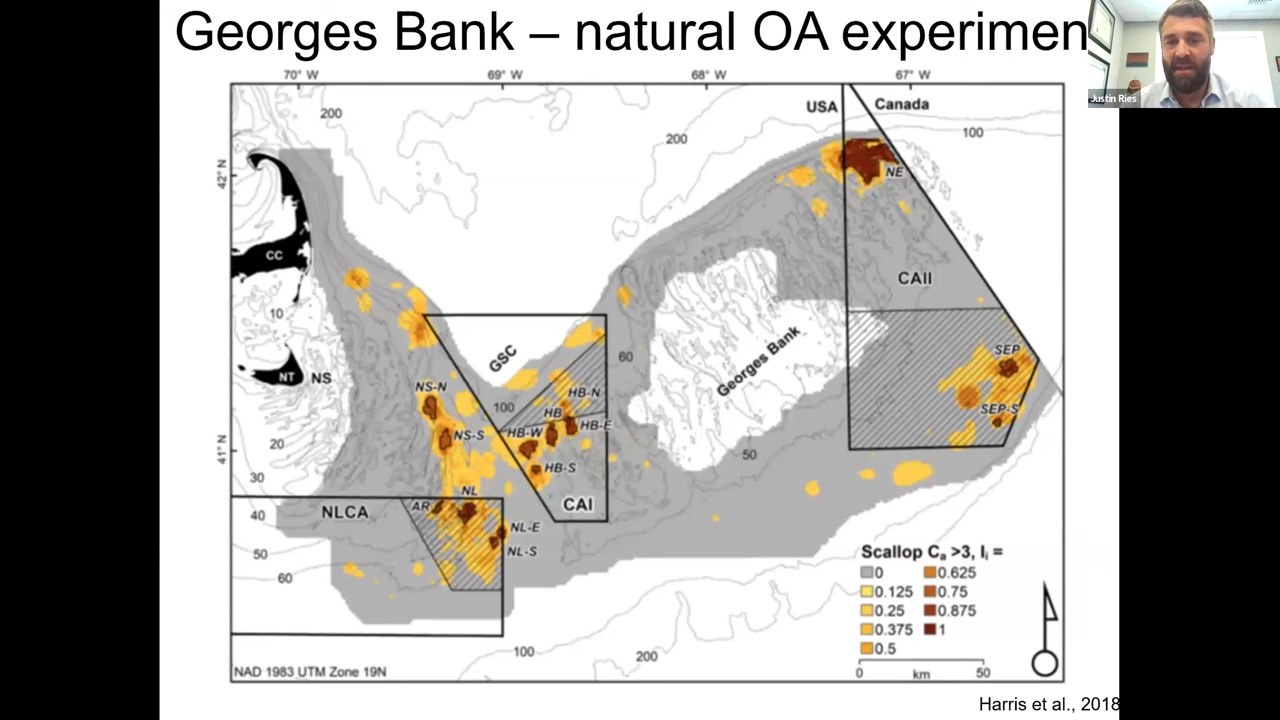 Georges Bank – natural OA experimen
Justin Ries
70° W
69° W
68° W
67° W
USA
Canada
200
200
100
42° N
NE
CC
CAII
10
GSC
60
Georges Bank
NT
NS
SEP
NS-N
100
HB-N
SEP-S
HB
HB-E
NS-S
HB-W
41° N
20
50
HB-S
30
NL
CAI
AR
NLCA
40
NL-E
50
NL-S
60
Scallop Ca >3, Ii =
0
0.625
0.125
0.75
0.25
0.875
0.375
1
0.5
100
200
NAD 1983 UTM Zone 19N
0
km
50
Harris et al., 2018